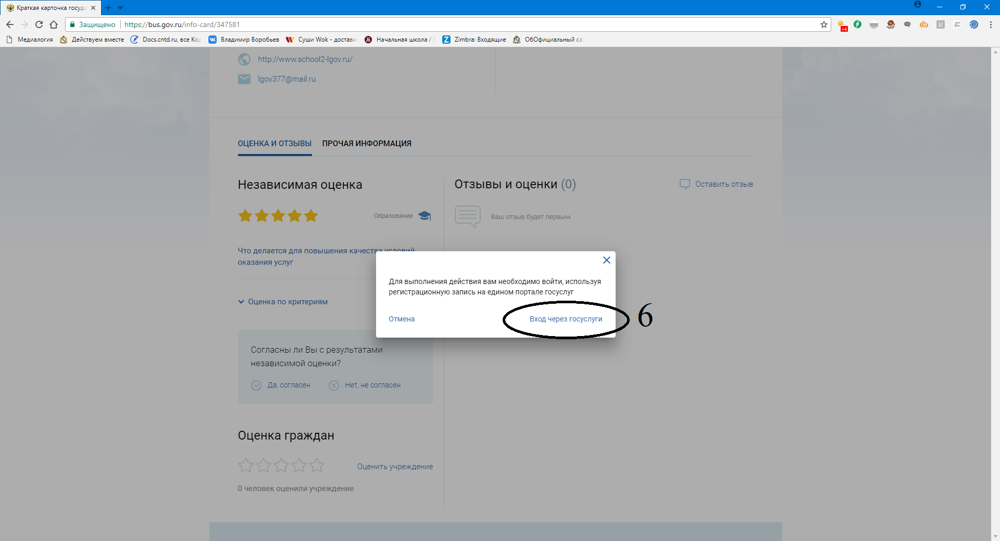 Краткая карточка госуда
Защищено
https://bus.gov.ru/info-card/347581
+4
U
Медиалогия
Действуем вместе
Docs.cntd.ru, все Код
Владимир Воробьев
Суши Wok - доставк
Начальная школа /
Zimbra: Входящие
ОбОфициальный са
http://www.school2-lgov.ru/
lgov377@mail.ru
ОЦЕНКА И ОТЗЫВЫ
ПРОЧАЯ ИНФОРМАЦИЯ
Независимая оценка
Отзывы и оценки (0)
Оставить отзыв
Образование
Ваш отзыв будет первым
Что делается для повышения качества условий
оказания услуг
Для выполнения действия вам необходимо войти, используя
регистрационную запись на едином портале госуслуг
Отмена
Вход через госуслуги
6
Оценка по критериям
Согласны ли Вы с результатами
независимой оценки?
Да, согласен
Нет, не согласен
Оценка граждан
Оценить учреждение
0 человек оценили учреждение